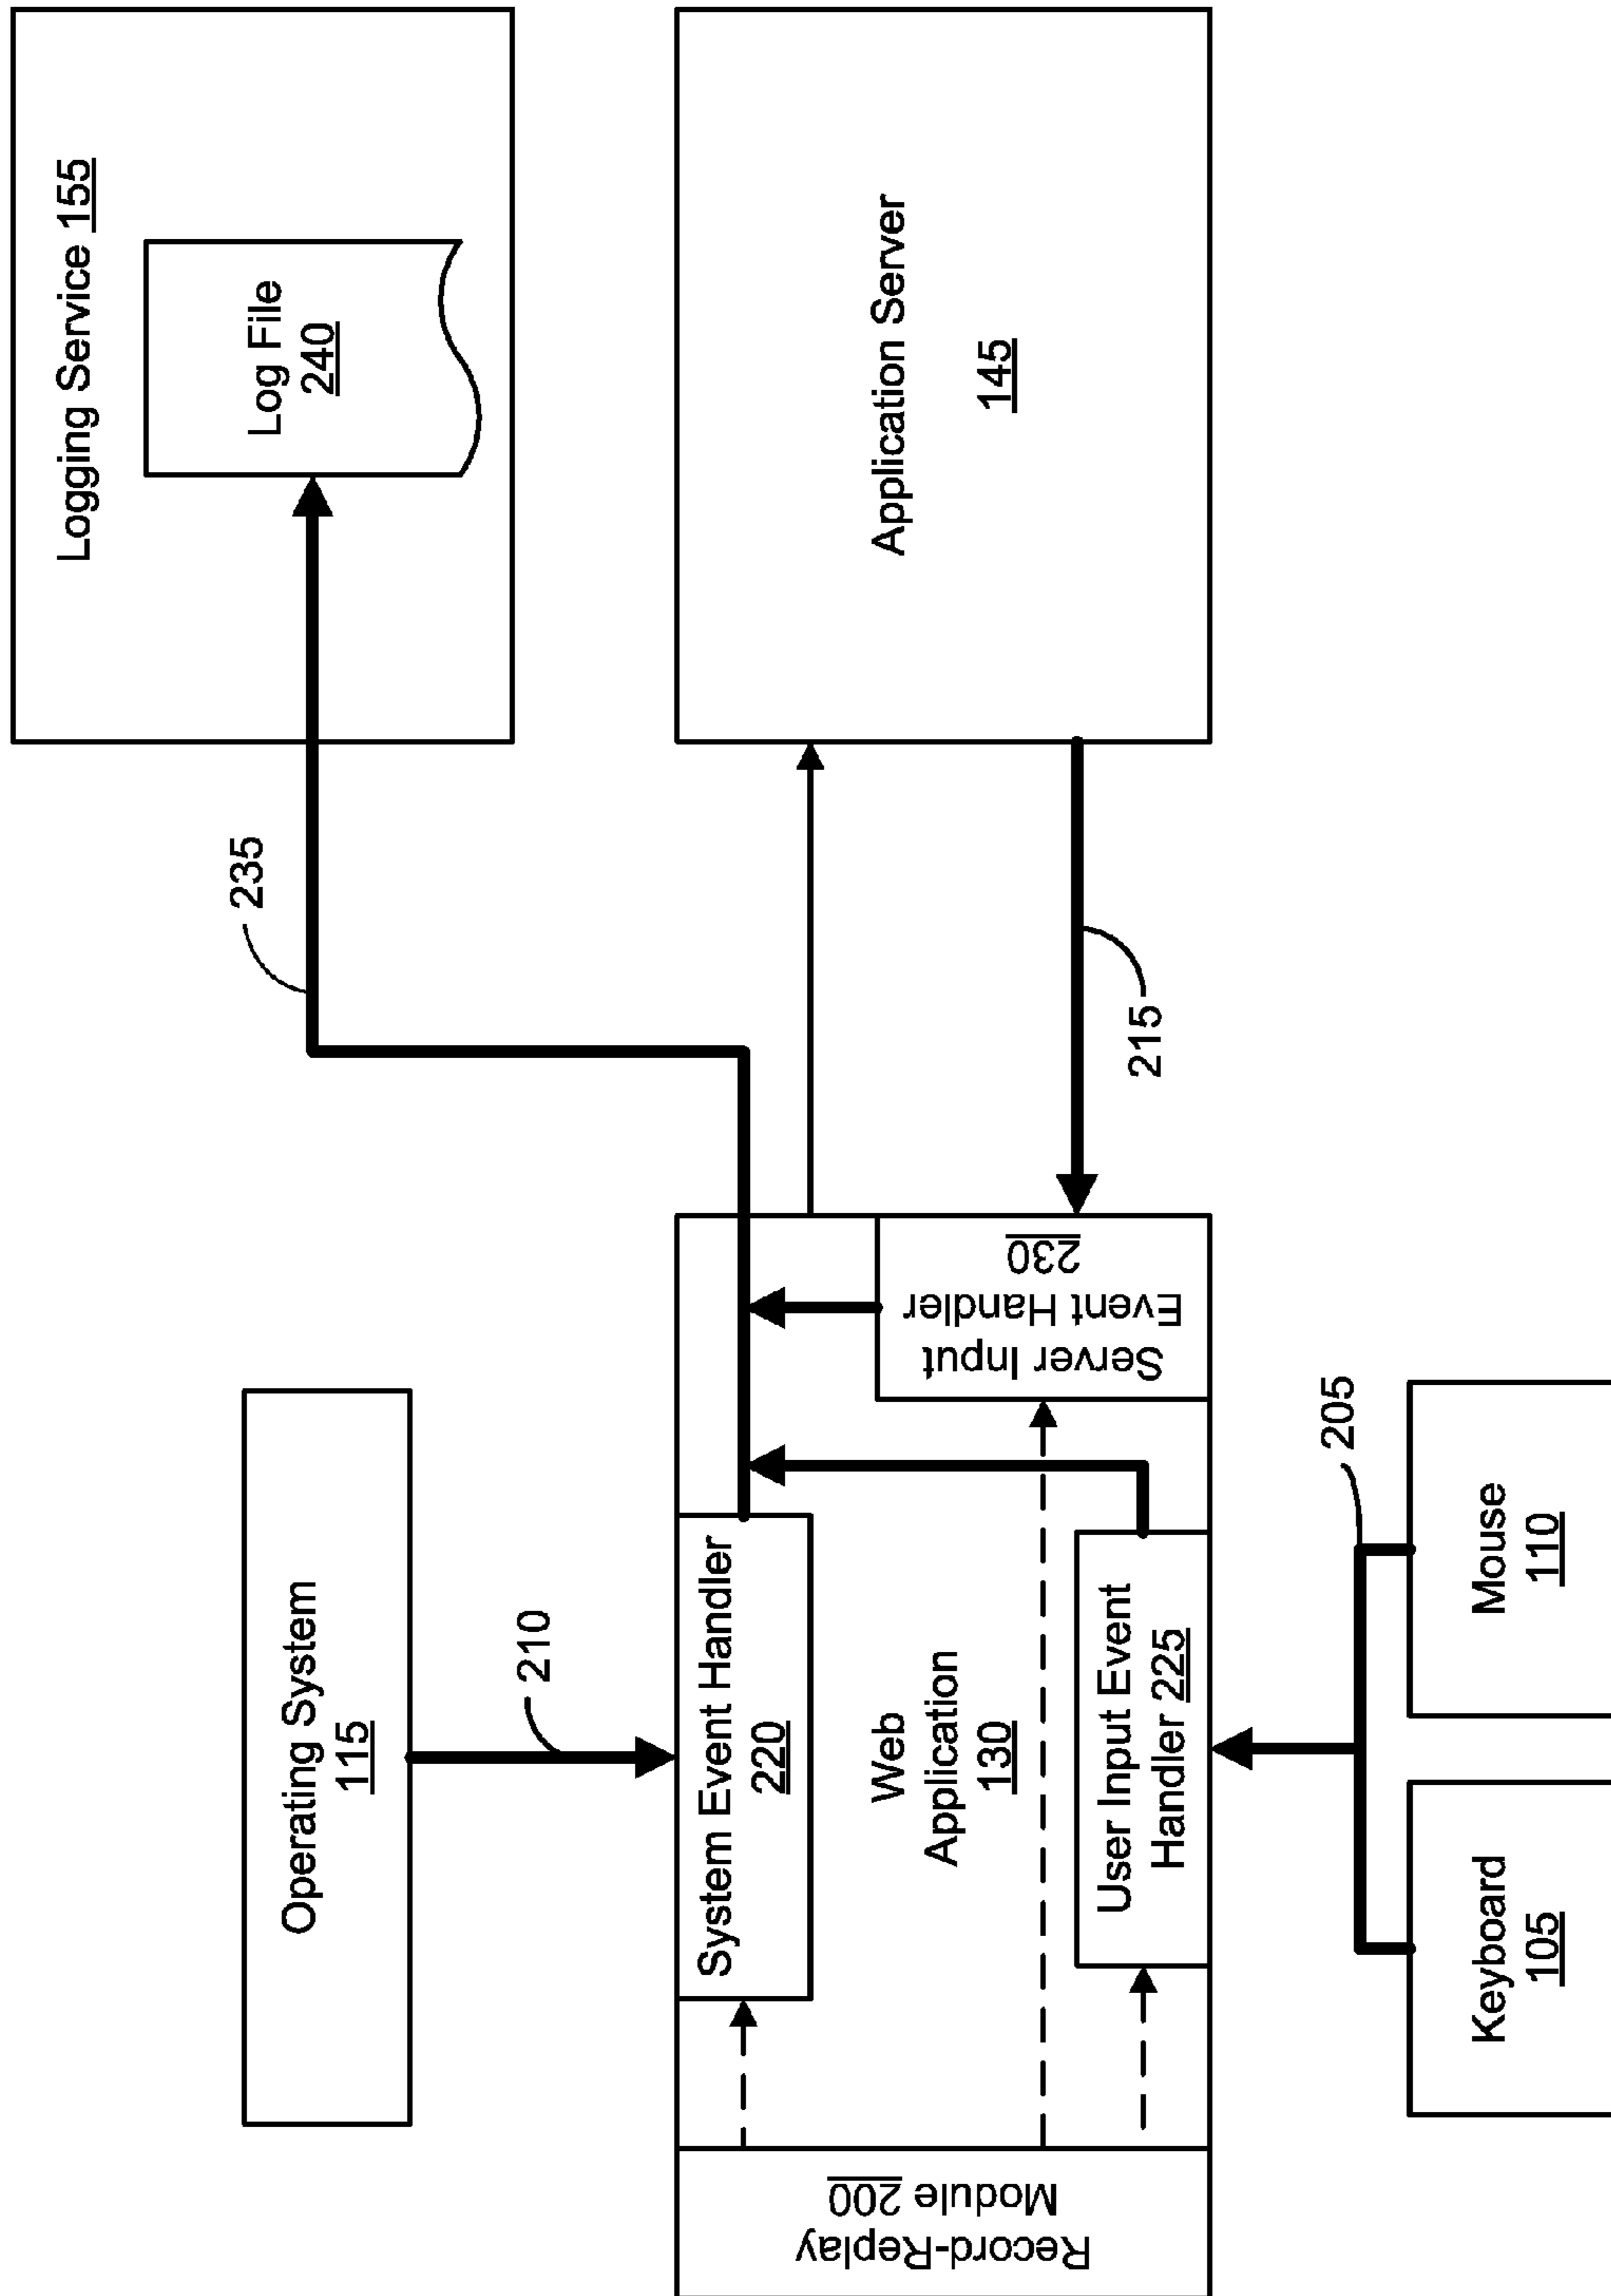 Logging Service 155
Log File
240
235
Application Server
145
215
Operating System
115
210
System Event Handler
220
Web
Application
130
User Input Event
Handler 225
Server Input
Event Handler
230
Record-Replay
Module 200
205
Keyboard
105
Mouse
110